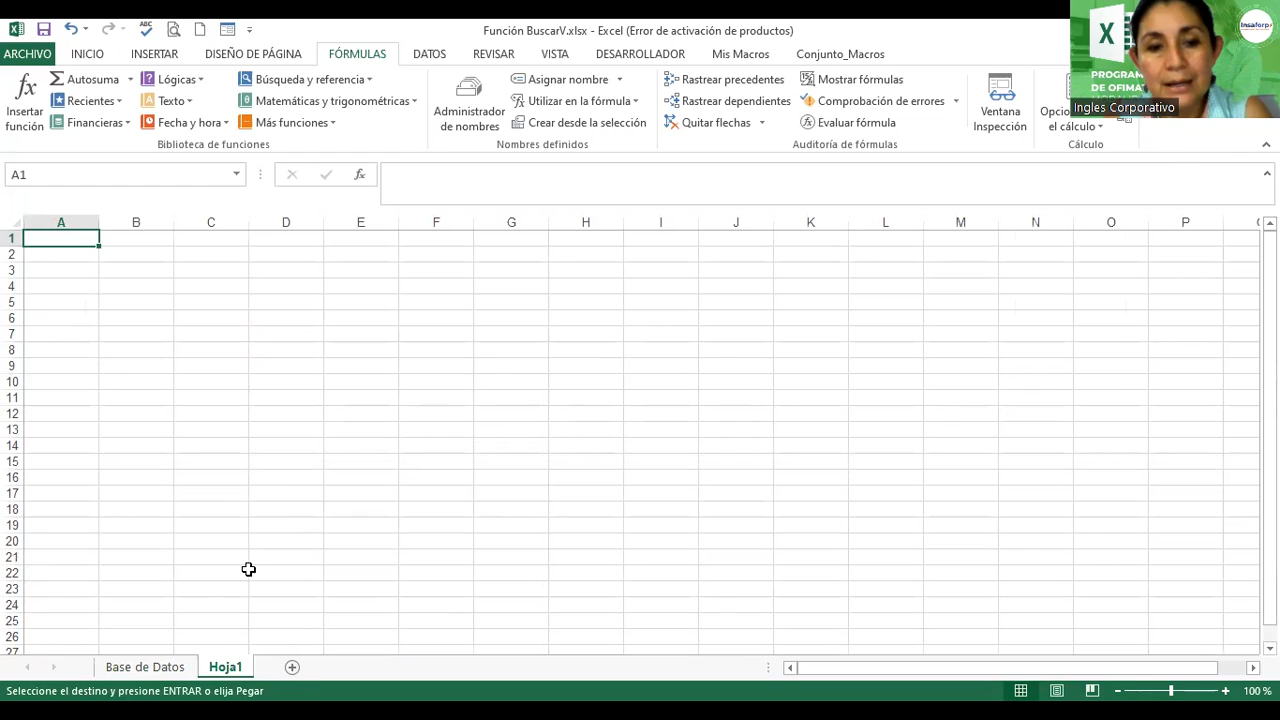 Función BuscarV.xlsx - Excel (Error de activación de productos)
ARCHIVO INICIO INSERTAR DISEÑO DE PÁGINA FÓRMULAS DATOS REVISAR VISTA DESARROLLADOR Mis Macros Conjunto_Macros
Insertar función
Autosuma
Recientes
Financieras
Lógicas
Texto
Fecha y hora
Búsqueda y referencia
Matemáticas y trigonométricas
Más funciones
Biblioteca de funciones
Administrador de nombres
Asignar nombre
Utilizar en la fórmula
Crear desde la selección
Nombres definidos
Rastrear precedentes
Rastrear dependientes
Quitar flechas
Mostrar fórmulas
Comprobación de errores
Evaluar fórmula
Auditoría de fórmulas
Ventana Inspección
el cálculo
Cálculo
X
Insaforp
DE
Ingles Corporativo
A1
fx
A B C D E F G H I J K L M N O P
1
2
3
4
5
6
7
8
9
10
11
12
13
14
15
16
17
18
19
20
21
22
23
24
25
26
27
Base de Datos Hoja1
Seleccione el destino y presione ENTRAR o elija Pegar
100 %